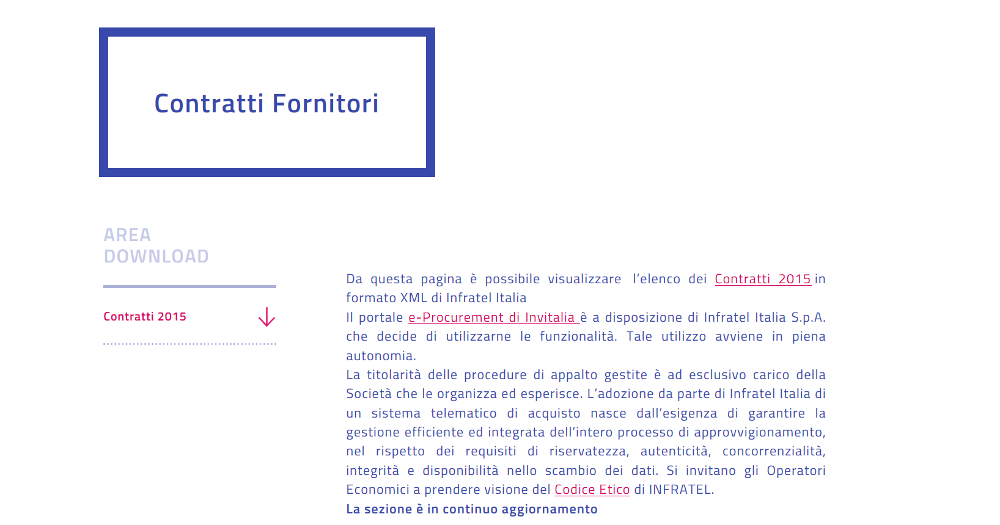 Contratti Fornitori
AREA
DOWNLOAD
Contratti 2015
Da questa pagina è possibile visualizzare l’elenco dei Contratti 2015 in
formato XML di Infratel Italia
Il portale e-Procurement di Invitalia è a disposizione di Infratel Italia S.p.A.
che decide di utilizzarne le funzionalità. Tale utilizzo avviene in piena
autonomia.
La titolarità delle procedure di appalto gestite è ad esclusivo carico della
Società che le organizza ed esperisce. L’adozione da parte di Infratel Italia di
un sistema telematico di acquisto nasce dall’esigenza di garantire la
gestione efficiente ed integrata dell’intero processo di approvvigionamento,
nel rispetto dei requisiti di riservatezza, autenticità, concorrenzialità,
integrità e disponibilità nello scambio dei dati. Si invitano gli Operatori
Economici a prendere visione del Codice Etico di INFRATEL.
La sezione è in continuo aggiornamento